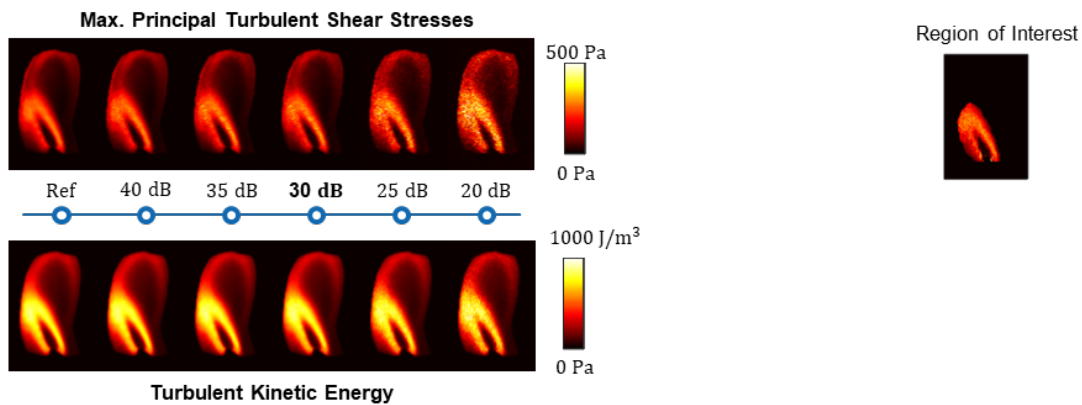 Max. Principal Turbulent Shear Stresses
500 Pa
0 Pa
Region of Interest
Ref 40 dB 35 dB 30 dB 25 dB 20 dB
1000 J/m³
0 Pa
Turbulent Kinetic Energy